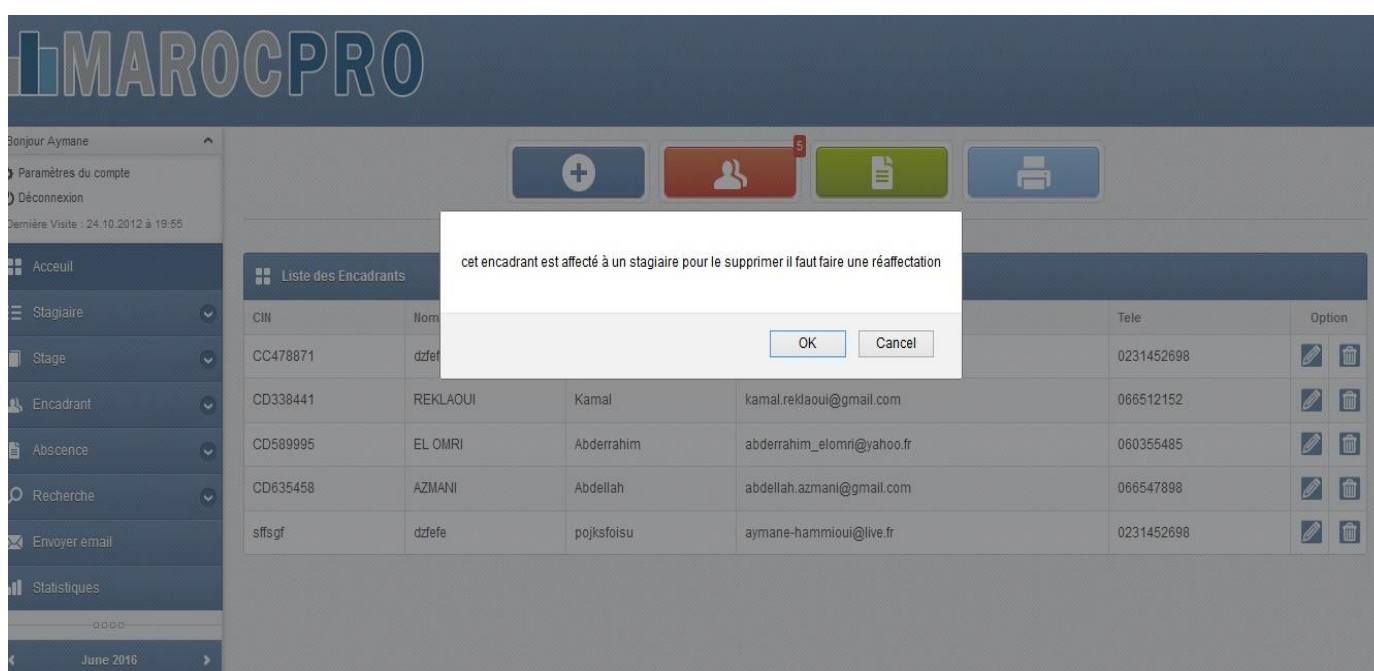 MAROCPRO
Bonjour Aymane
Paramètres du compte
Déconnexion
Dernière Visite : 24.10.2012 à 19:55
5
Acceuil
Stagiaire
Stage
Encadrant
Abscence
Recherche
Envoyer email
Statistiques
June 2016
cet encadrant est affecté à un stagiaire pour le supprimer il faut faire une réaffectation
OK Cancel
Liste des Encadrants
CIN Nom Tele Option
CC478871 dzfef 0231452698
CD338441 REKLAOUI Kamal kamal.reklaoui@gmail.com 066512152
CD589995 EL OMRI Abderrahim abderrahim_elomri@yahoo.fr 060355485
CD635458 AZMANI Abdellah abdellah.azmani@gmail.com 066547898
sffsgf dzfefe pojksfoisu aymane-hammioui@live.fr 0231452698